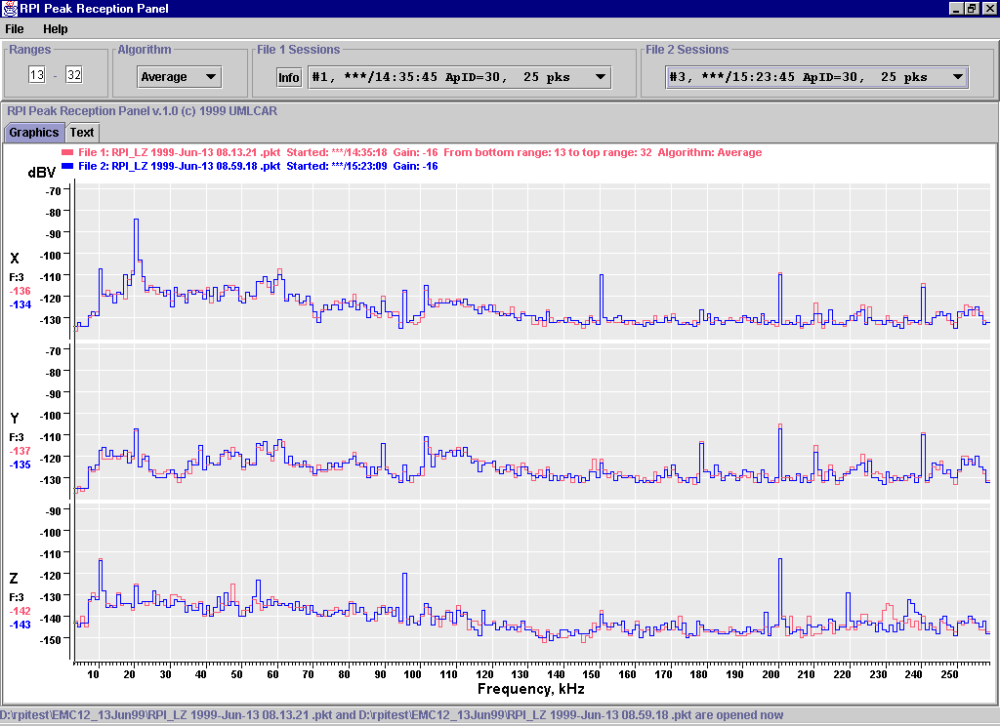 RPI Peak Reception Panel
File Help
Ranges Algorithm File 1 Sessions File 2 Sessions
13 - 32 Average Info #1, ***/14:35:45 ApID=30, 25 pks #3, ***/15:23:45 ApID=30, 25 pks
RPI Peak Reception Panel v.1.0 (c) 1999 UMLCAR
Graphics Text
File 1: RPI_LZ 1999-Jun-13 08.13.21 .pkt Started: ***/14:35:18 Gain: -16 From bottom range: 13 to top range: 32 Algorithm: Average
File 2: RPI_LZ 1999-Jun-13 08.59.18 .pkt Started: ***/15:23:09 Gain: -16
dBV
-70
-80
-90
X
-100
F:3
-110
-136
-120
-134
-130
-70
-80
-90
Y
-100
F:3
-110
-137
-120
-135
-130
-90
-100
-110
Z
-120
F:3
-130
-142
-140
-143
-150
10 20 30 40 50 60 70 80 90 100 110 120 130 140 150 160 170 180 190 200 210 220 230 240 250
Frequency, kHz
D:\rpitest\EMC12_13Jun99\RPI_LZ 1999-Jun-13 08.13.21 .pkt and D:\rpitest\EMC12_13Jun99\RPI_LZ 1999-Jun-13 08.59.18 .pkt are opened now